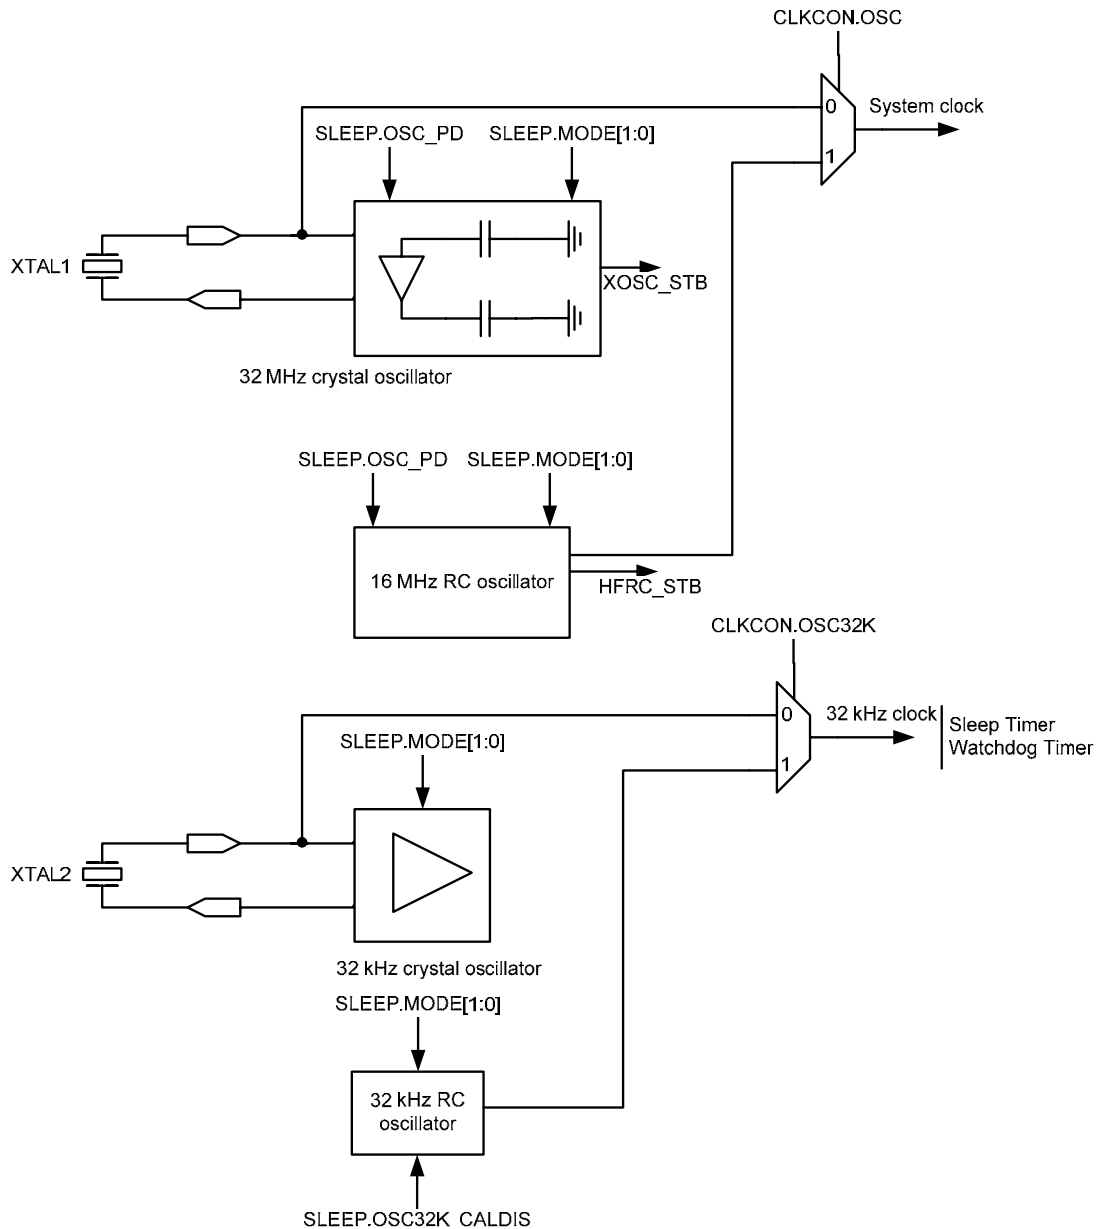 CLKCON.OSC
0
System clock
1
SLEEP.OSC_PD
SLEEP.MODE[1:0]
XTAL1
XOSC_STB
32 MHz crystal oscillator
SLEEP.OSC_PD
SLEEP.MODE[1:0]
16 MHz RC oscillator
HFRC_STB
CLKCON.OSC32K
0
32 kHz clock
Sleep Timer
Watchdog Timer
1
SLEEP.MODE[1:0]
XTAL2
32 kHz crystal oscillator
SLEEP.MODE[1:0]
32 kHz RC
oscillator
SLEEP.OSC32K CALDIS